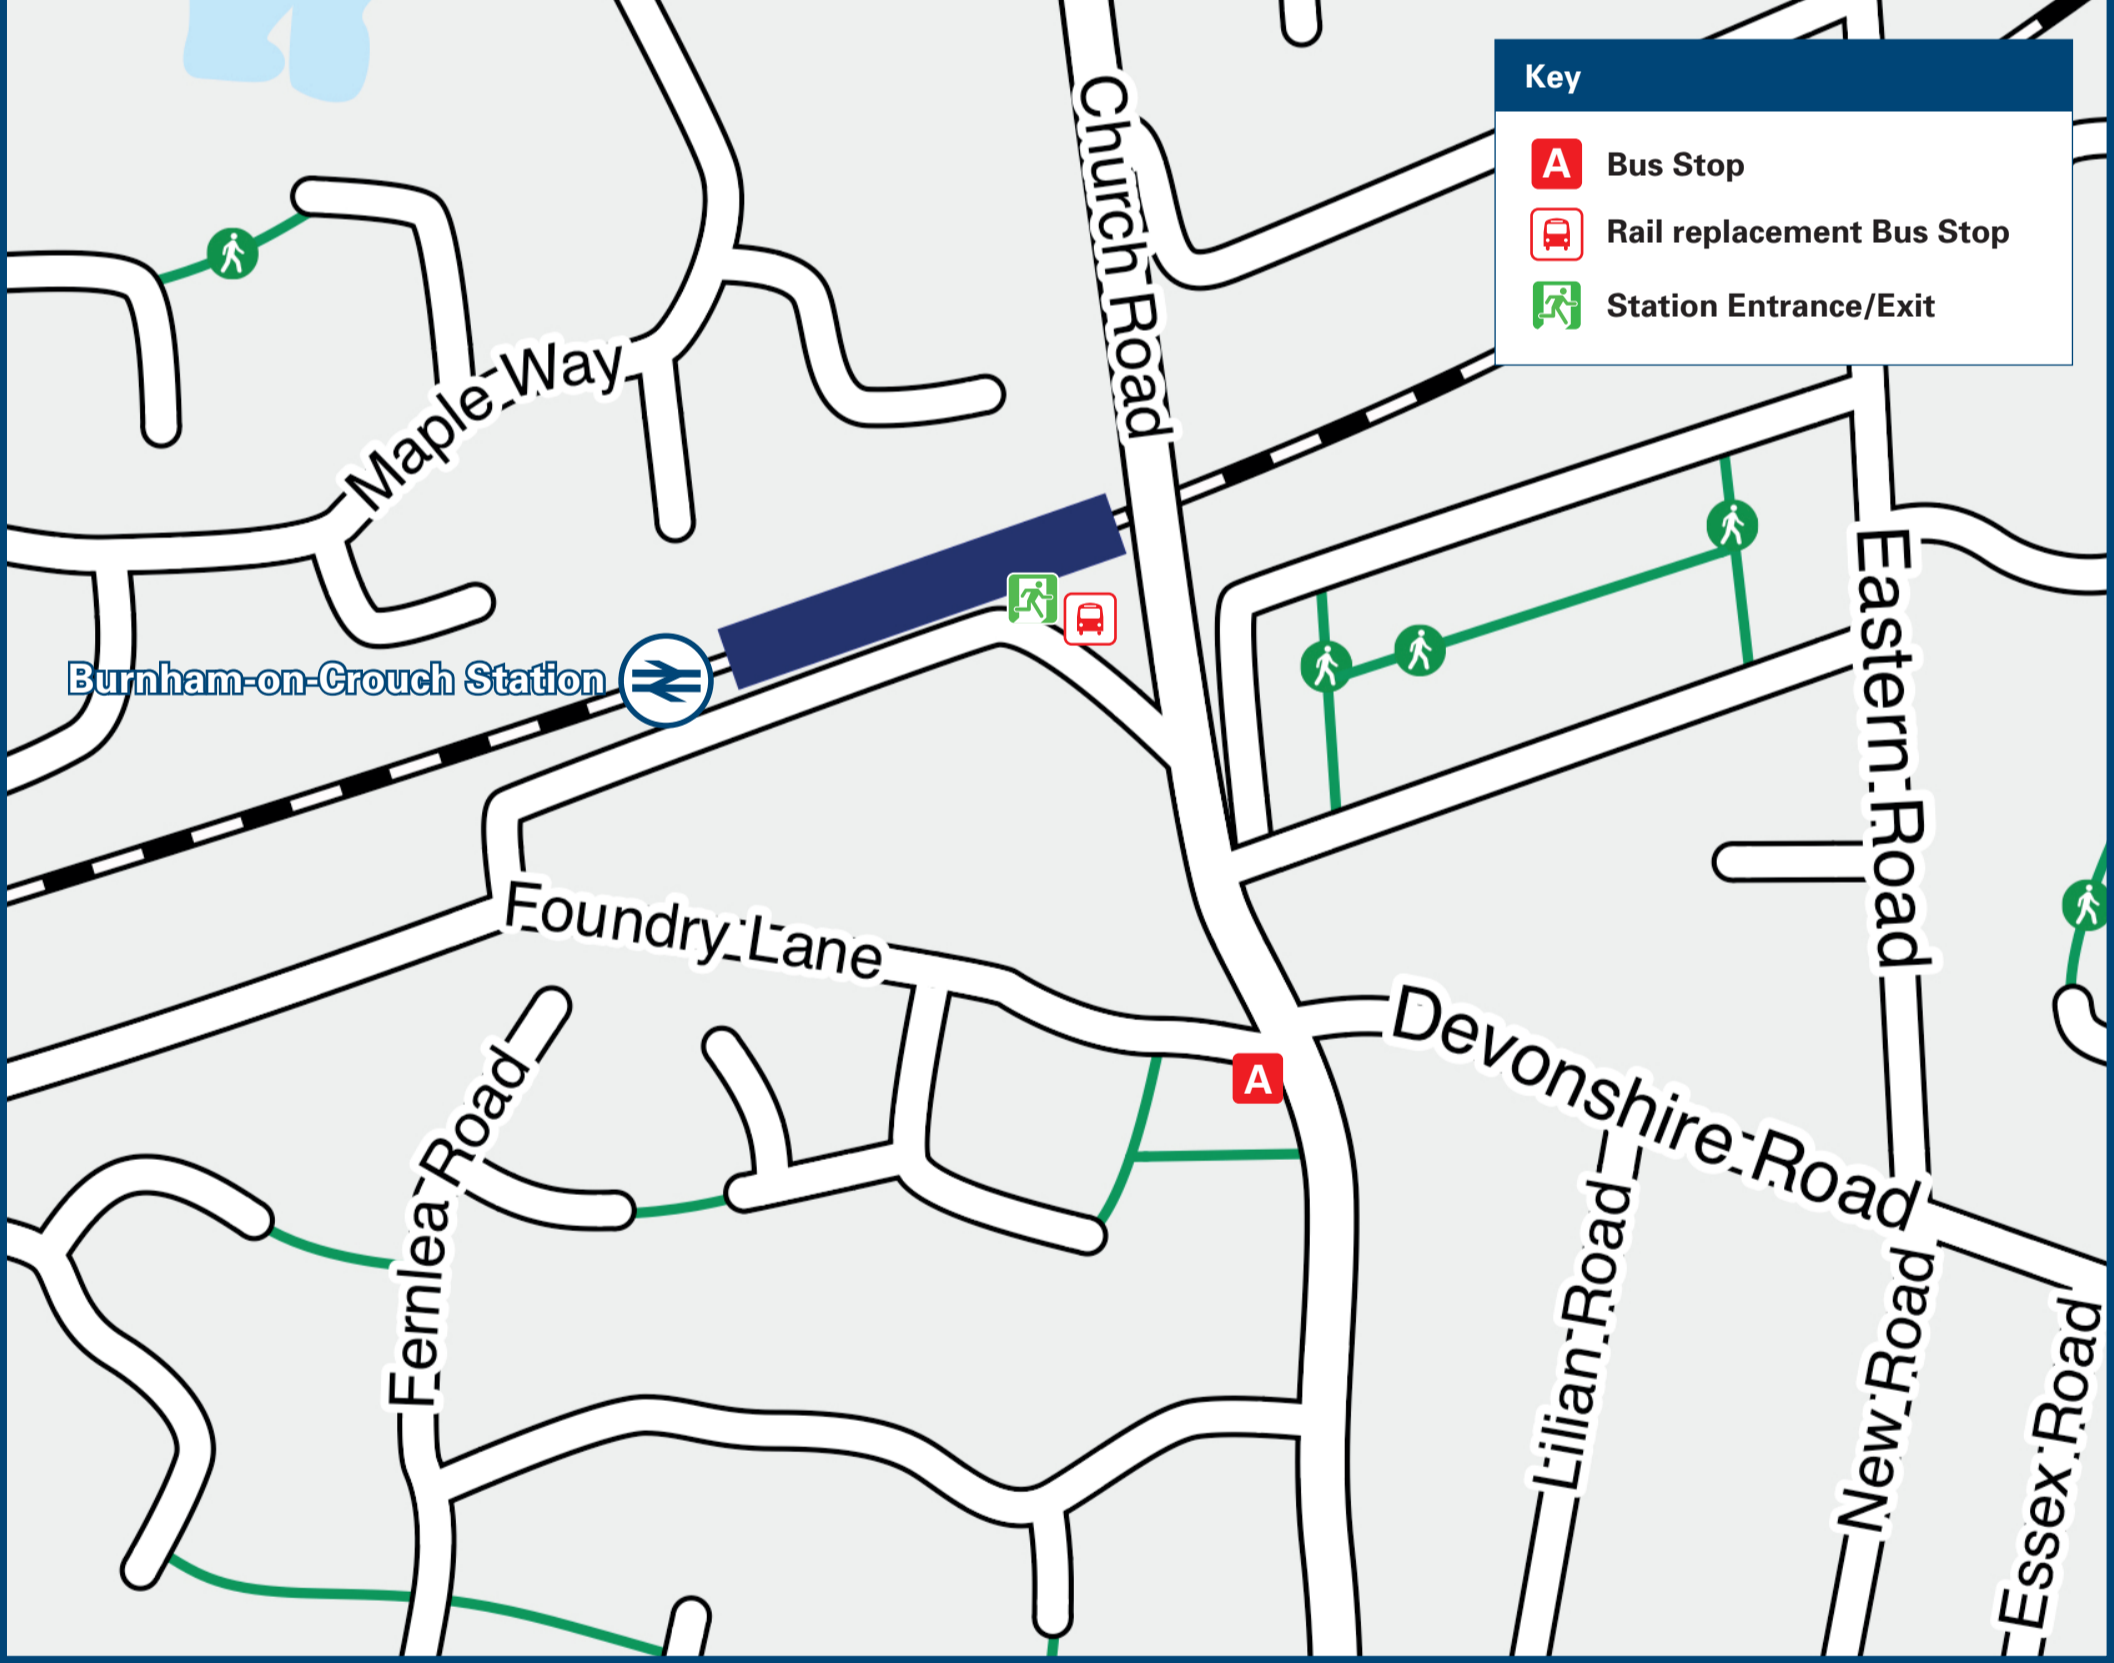 Key
A Bus Stop
Rail replacement Bus Stop
Station Entrance/Exit
Church Road
Maple Way
Burnham-on-Crouch Station
Eastern Road
Foundry Lane
Devonshire Road
A
Fernlea Road
Lilian Road
New Road
Essex Road